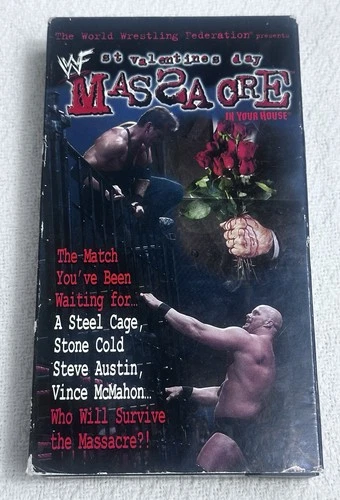 The World Wrestling Federation® presents
WF
st valentines day
MASSACRE
IN YOUR HOUSE
The Match
You've Been
Waiting for...
A Steel Cage,
Stone Cold
Steve Austin,
Vince McMahon...
Who Will Survive
the Massacre?!